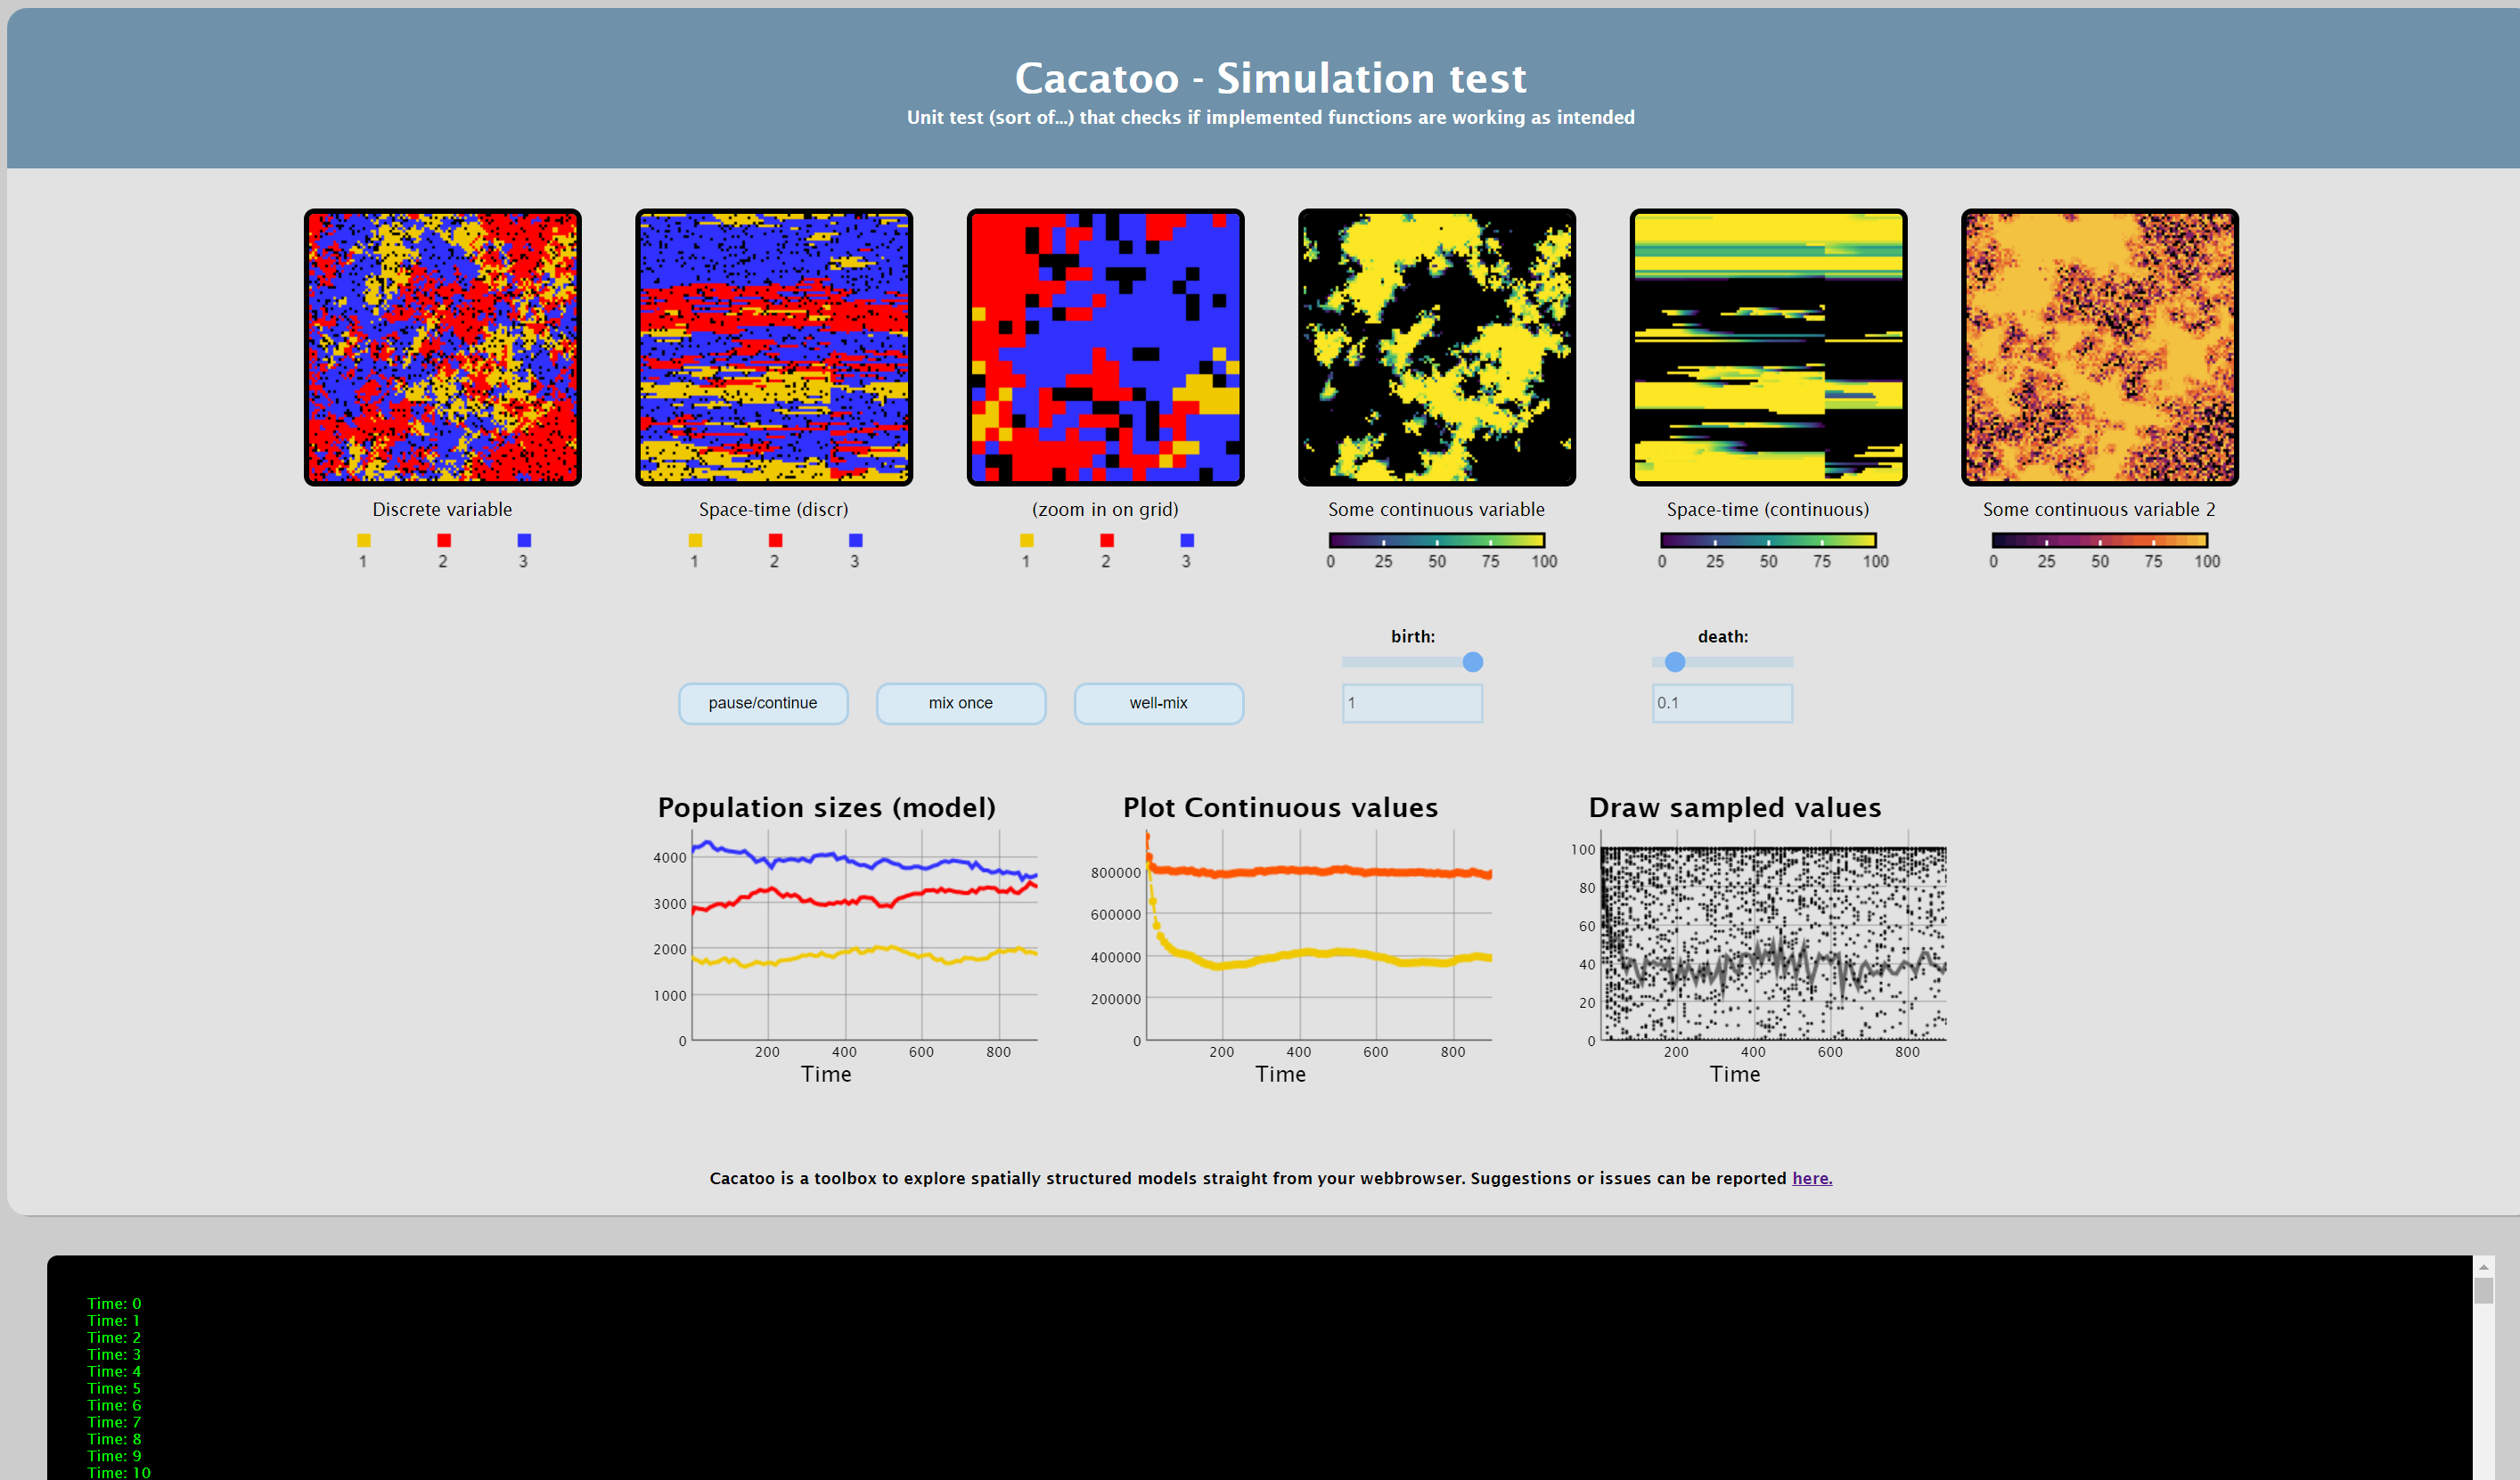 Cacatoo - Simulation test
Unit test (sort of...) that checks if implemented functions are working as intended
Discrete variable
1 2 3
Space-time (discr)
1 2 3
(zoom in on grid)
1 2 3
Some continuous variable
0 25 50 75 100
Space-time (continuous)
0 25 50 75 100
Some continuous variable 2
0 25 50 75 100
pause/continue
mix once
well-mix
birth:
1
death:
0.1
Population sizes (model)
4000
3000
2000
1000
0
200 400 600 800
Time
Plot Continuous values
800000
600000
400000
200000
0
200 400 600 800
Time
Draw sampled values
100
80
60
40
20
0
200 400 600 800
Time
Cacatoo is a toolbox to explore spatially structured models straight from your webbrowser. Suggestions or issues can be reported here.
Time: 0
Time: 1
Time: 2
Time: 3
Time: 4
Time: 5
Time: 6
Time: 7
Time: 8
Time: 9
Time: 10